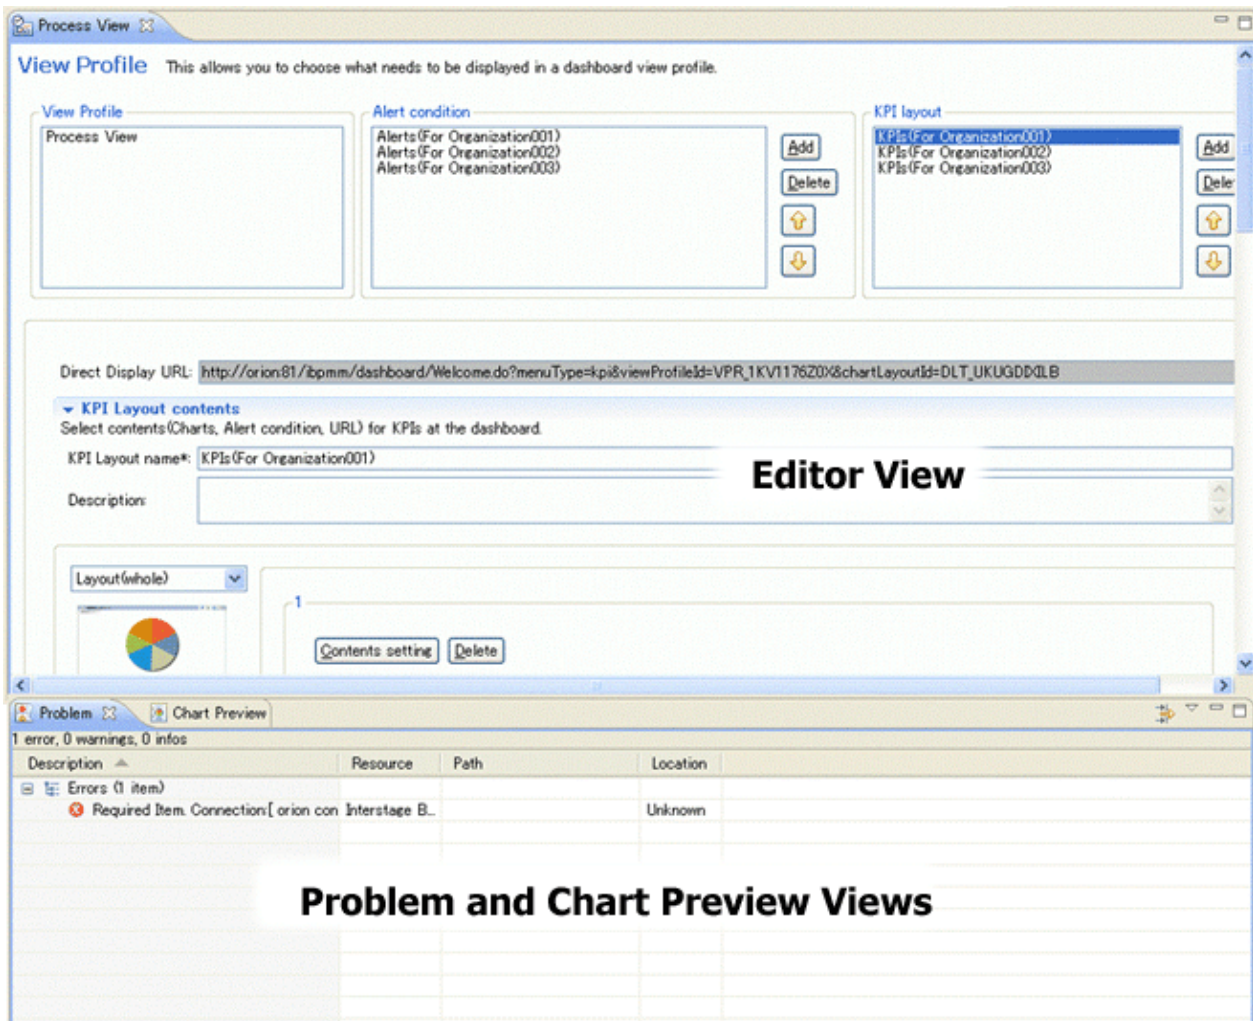 Process View
View Profile This allows you to choose what needs to be displayed in a dashboard view profile.
View Profile
Process View
Alert condition
Alerts(For Organization001)
Alerts(For Organization002)
Alerts(For Organization003)
Add
Delete
KPI layout
KPIs(For Organization001)
KPIs(For Organization002)
KPIs(For Organization003)
Add
Dele
Direct Display URL: http://orion:81/ibpmm/dashboard/Welcome.do?menuType=kpi&viewProfileId=VPR_1KV1176Z0X&chartLayoutId=DLT_UKUGDDXILB
KPI Layout contents
Select contents(Charts, Alert condition, URL) for KPIs at the dashboard.
KPI Layout name*: KPIs(For Organization001)
Editor View
Description:
Layout(whole)
1
Contents setting Delete
Problem Chart Preview
1 error, 0 warnings, 0 infos
Description Resource Path Location
Errors (1 item)
Required Item. Connection:[ orion con Interstage B... Unknown
Problem and Chart Preview Views